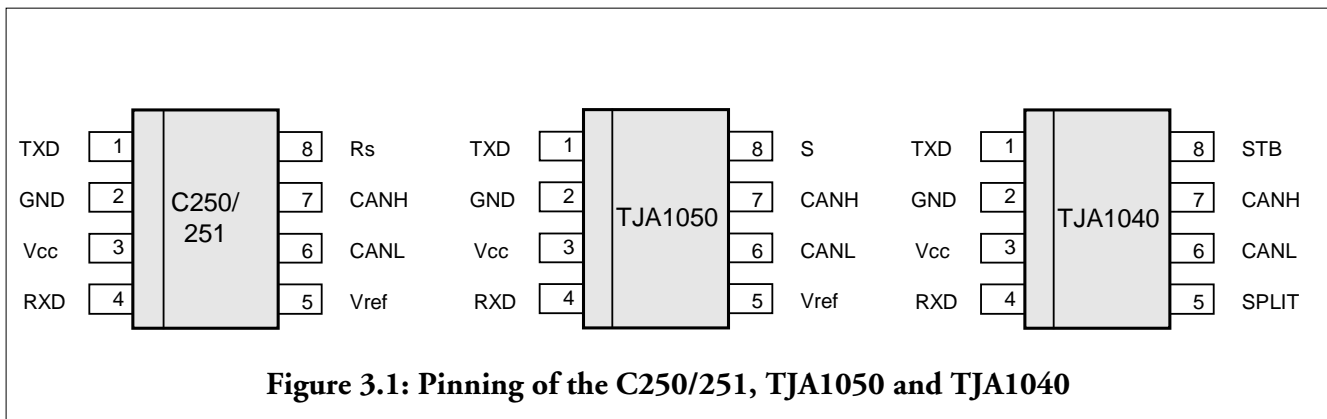 TXD 1 8 Rs
GND 2 7 CANH
Vcc 3 6 CANL
RXD 4 5 Vref
C250/
251
TXD 1 8 S
GND 2 7 CANH
Vcc 3 6 CANL
RXD 4 5 Vref
TJA1050
TXD 1 8 STB
GND 2 7 CANH
Vcc 3 6 CANL
RXD 4 5 SPLIT
TJA1040
Figure 3.1: Pinning of the C250/251, TJA1050 and TJA1040